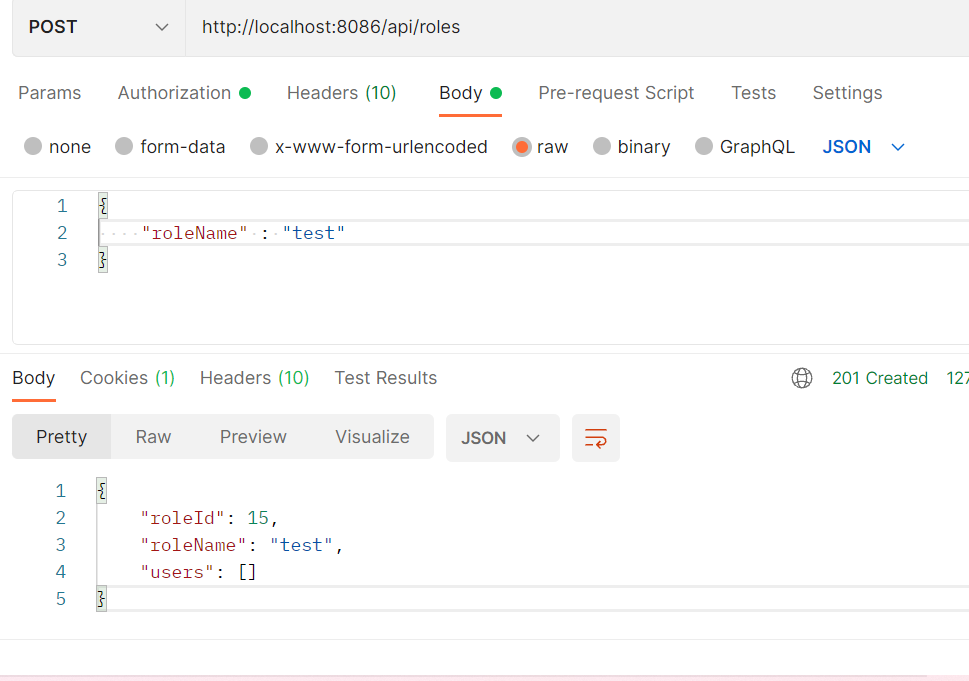 POST http://localhost:8086/api/roles
Params Authorization Headers (10) Body Pre-request Script Tests Settings
none form-data x-www-form-urlencoded raw binary GraphQL JSON
1 {
2 "roleName" : "test"
3 }
Body Cookies (1) Headers (10) Test Results 201 Created 127
Pretty Raw Preview Visualize JSON
1 {
2 "roleId": 15,
3 "roleName": "test",
4 "users": []
5 }